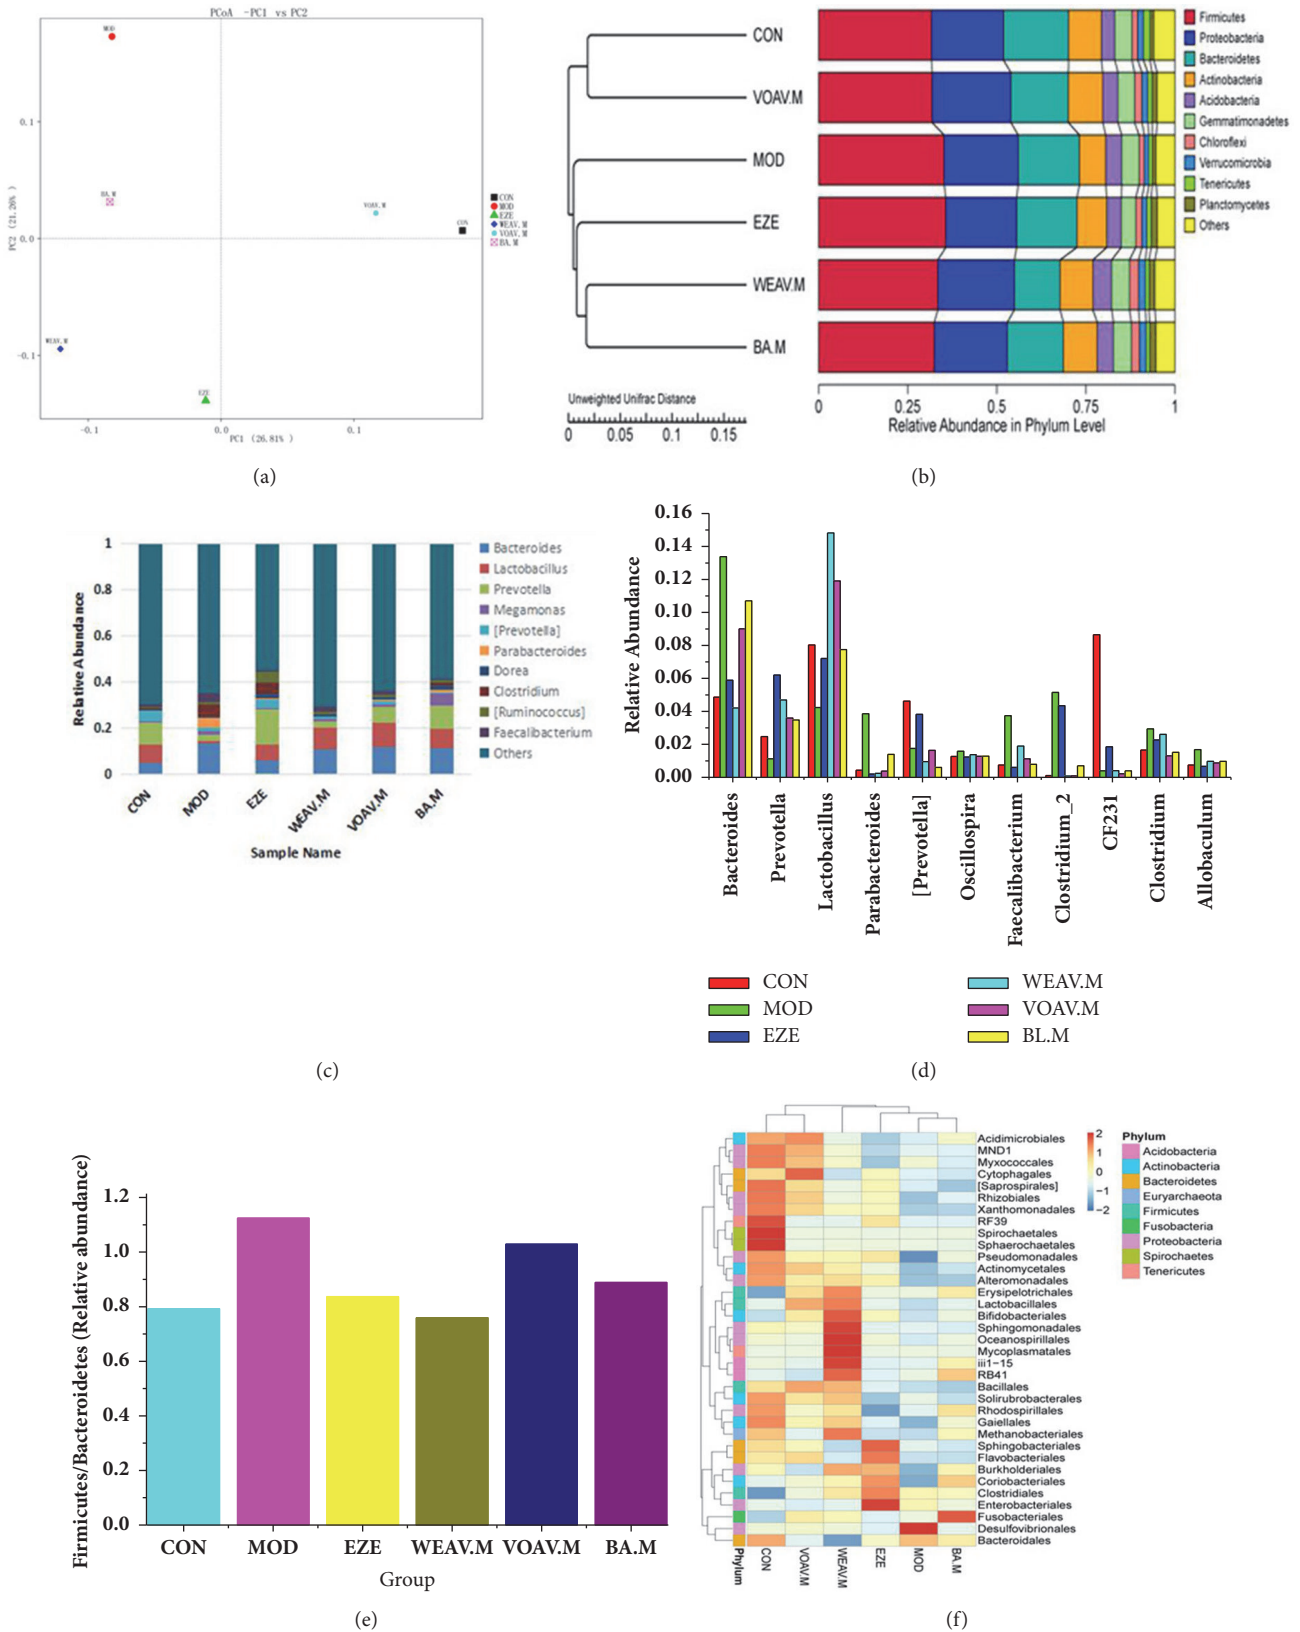 PCoA -PC1 vs PC2
MOD
0.1
BA.M
VOAV.M
CON
PC2 (21.26% )
0.0
WEAV.M
-0.1
EZE
-0.1
0.0
0.1
PC1 (26.81% )
CON
MOD
EZE
WEAV.M
VOAV.M
BA.M
(a)
CON
VOAV.M
MOD
EZE
WEAV.M
BA.M
Unweighted Unifrac Distance
0 0.05 0.1 0.15
Firmicutes
Proteobacteria
Bacteroidetes
Actinobacteria
Acidobacteria
Gemmatimonadetes
Chloroflexi
Verrucomicrobia
Tenericutes
Planctomycetes
Others
0 0.25 0.5 0.75 1
Relative Abundance in Phylum Level
(b)
1
0.8
0.6
0.4
0.2
0
Relative Abundance
CON
MOD
EZE
WEAV.M
VOAV.M
BA.M
Sample Name
Bacteroides
Lactobacillus
Prevotella
Megamonas
[Prevotella]
Parabacteroides
Dorea
Clostridium
[Ruminococcus]
Faecalibacterium
Others
(c)
0.16
0.14
0.12
0.10
0.08
0.06
0.04
0.02
0.00
Relative Abundance
Bacteroides
Prevotella
Lactobacillus
Parabacteroides
[Prevotella]
Oscillospira
Faecalibacterium
Clostridium_2
CF231
Clostridium
Allobaculum
CON
MOD
EZE
WEAV.M
VOAV.M
BL.M
(d)
1.2
1.0
0.8
0.6
0.4
0.2
0.0
Firmicutes/Bacteroidetes (Relative abundance)
CON MOD EZE WEAV.M VOAV.M BA.M
Group
(e)
Acidimicrobiales
MND1
Myxococcales
Cytophagales
[Saprospirales]
Rhizobiales
Xanthomonadales
RF39
Spirochaetales
Sphaerochaetales
Pseudomonadales
Actinomycetales
Alteromonadales
Erysipelotrichales
Lactobacillales
Bifidobacteriales
Sphingomonadales
Oceanospirillales
Mycoplasmatales
iii1-15
RB41
Bacillales
Solirubrobacterales
Rhodospirillales
Gaiellales
Methanobacteriales
Sphingobacteriales
Flavobacteriales
Burkholderiales
Coriobacteriales
Clostridiales
Enterobacteriales
Fusobacteriales
Desulfovibrionales
Bacteroidales
Phylum
CON
VOAV.M
WEAV.M
EZE
MOD
BA.M
2
1
0
-1
-2
Phylum
Acidobacteria
Actinobacteria
Bacteroidetes
Euryarchaeota
Firmicutes
Fusobacteria
Proteobacteria
Spirochaetes
Tenericutes
(f)